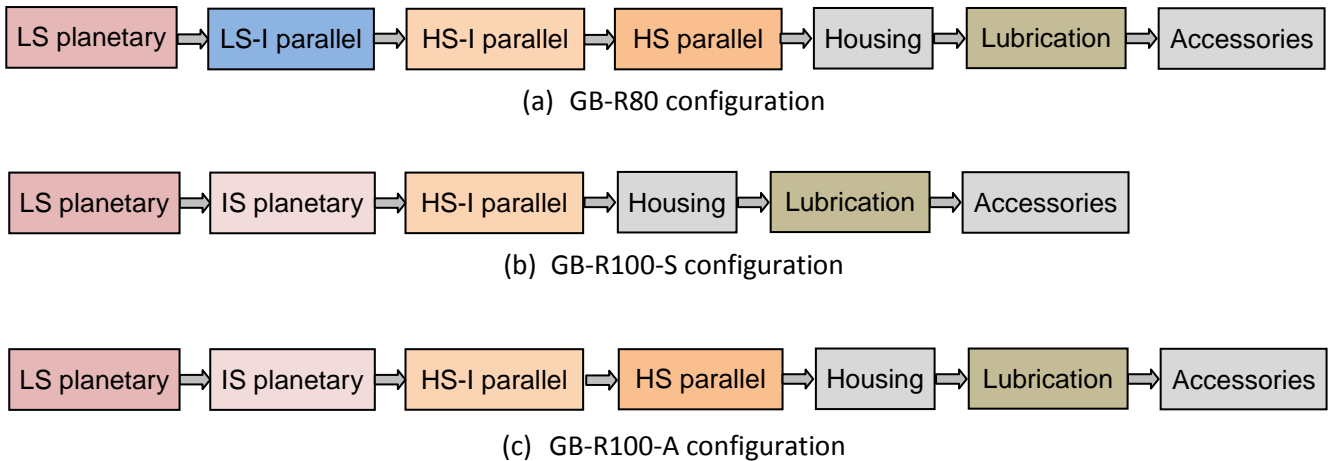 LS planetary LS-I parallel HS-I parallel HS parallel Housing Lubrication Accessories
(a) GB-R80 configuration
LS planetary IS planetary HS-I parallel Housing Lubrication Accessories
(b) GB-R100-S configuration
LS planetary IS planetary HS-I parallel HS parallel Housing Lubrication Accessories
(c) GB-R100-A configuration